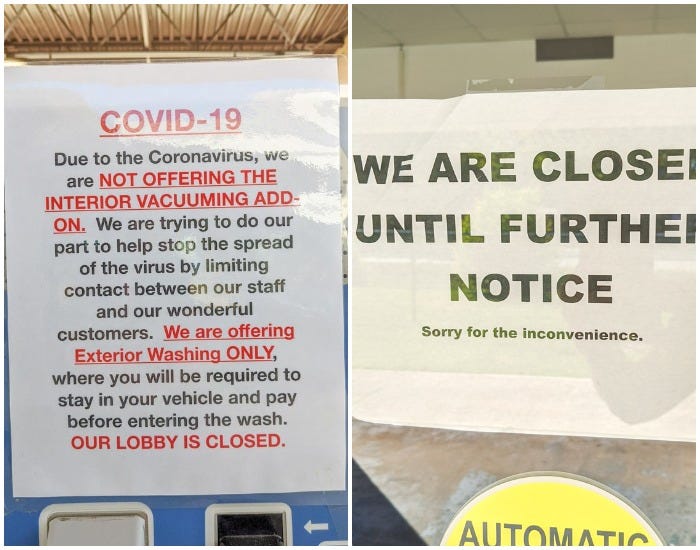 COVID-19
Due to the Coronavirus, we
are NOT OFFERING THE
INTERIOR VACUUMING ADD-
ON. We are trying to do our
part to help stop the spread
of the virus by limiting
contact between our staff
and our wonderful
customers. We are offering
Exterior Washing ONLY,
where you will be required to
stay in your vehicle and pay
before entering the wash.
OUR LOBBY IS CLOSED.
WE ARE CLOSE
UNTIL FURTHE
NOTICE
Sorry for the inconvenience.
AUTOMATIC